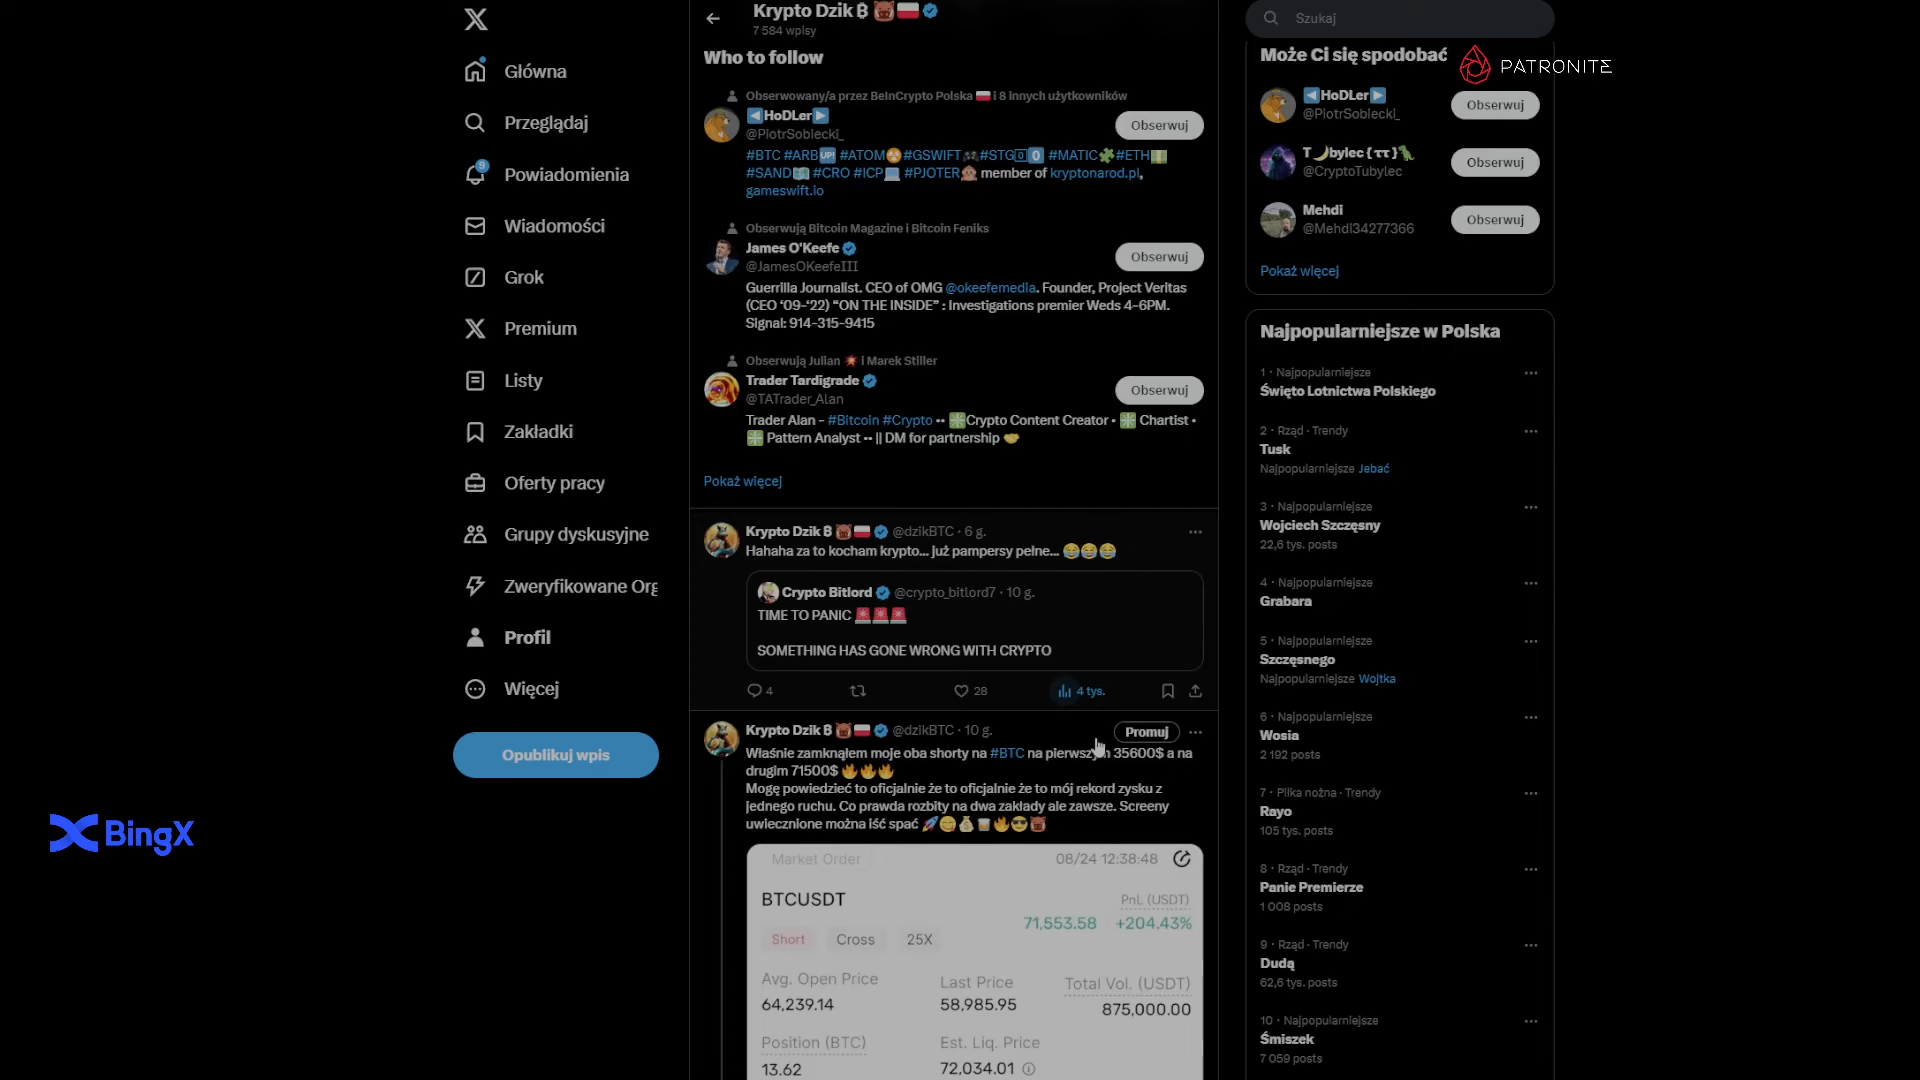 Główna
Przeglądaj
9
Powiadomienia
Wiadomości
Grok
Premium
Listy
Zakładki
Oferty pracy
Grupy dyskusyjne
Zweryfikowane Org
Profil
Więcej
Opublikuj wpis
BingX
Krypto Dzik ₿
7 584 wpisy
Who to follow
Obserwowany/a przez BeInCrypto Polska i 8 innych użytkowników
HoDLer
@PiotrSobiecki_
Obserwuj
#BTC #ARB #ATOM #GSWIFT #STG #MATIC #ETH
#SAND #CRO #ICP #PJOTER member of kryptonarod.pl,
gameswift.io
Obserwują Bitcoin Magazine i Bitcoin Feniks
James O'Keefe
@JamesOKeefeIII
Obserwuj
Guerrilla Journalist. CEO of OMG @okeefemedia. Founder, Project Veritas
(CEO ‘09-‘22) “ON THE INSIDE” : Investigations premier Weds 4-6PM.
Signal: 914-315-9415
Obserwują Julian i Marek Stiller
Trader Tardigrade
@TATrader_Alan
Obserwuj
Trader Alan - #Bitcoin #Crypto •• Crypto Content Creator • Chartist •
Pattern Analyst •• || DM for partnership
Pokaż więcej
Krypto Dzik ₿ @dzikBTC · 6 g.
Hahaha za to kocham krypto... już pampersy pełne... 😂😂😂
Crypto Bitlord @crypto_bitlord7 · 10 g.
TIME TO PANIC 🚨🚨🚨
SOMETHING HAS GONE WRONG WITH CRYPTO
4 28 4 tys.
Krypto Dzik ₿ @dzikBTC · 10 g.
Promuj
Właśnie zamknąłem moje oba shorty na #BTC na pierwszym 35600$ a na
drugim 71500$ 🔥🔥🔥
Mogę powiedzieć to oficjalnie że to oficjalnie że to mój rekord zysku z
jednego ruchu. Co prawda rozbity na dwa zakłady ale zawsze. Screeny
uwiecznione można iść spać
Market Order 08/24 12:38:48
BTCUSDT PnL (USDT)
71,553.58 +204.43%
Short Cross 25X
Avg. Open Price Last Price Total Vol. (USDT)
64,239.14 58,985.95 875,000.00
Position (BTC) Est. Liq. Price
13.62 72,034.01
Szukaj
PATRONITE
Może Ci się spodobać
HoDLer
@PiotrSobiecki_
Obserwuj
T bylec { ττ }
@CryptoTubylec
Obserwuj
Mehdi
@Mehdi34277366
Obserwuj
Pokaż więcej
Najpopularniejsze w Polska
1 · Najpopularniejsze
Święto Lotnictwa Polskiego
2 · Rząd · Trendy
Tusk
Najpopularniejsze Jebać
3 · Najpopularniejsze
Wojciech Szczęsny
22,6 tys. posts
4 · Najpopularniejsze
Grabara
5 · Najpopularniejsze
Szczęsnego
Najpopularniejsze Wojtka
6 · Najpopularniejsze
Wosia
2 192 posts
7 · Piłka nożna · Trendy
Rayo
105 tys. posts
8 · Rząd · Trendy
Panie Premierze
1 008 posts
9 · Rząd · Trendy
Dudą
62,6 tys. posts
10 · Najpopularniejsze
Śmiszek
7 059 posts